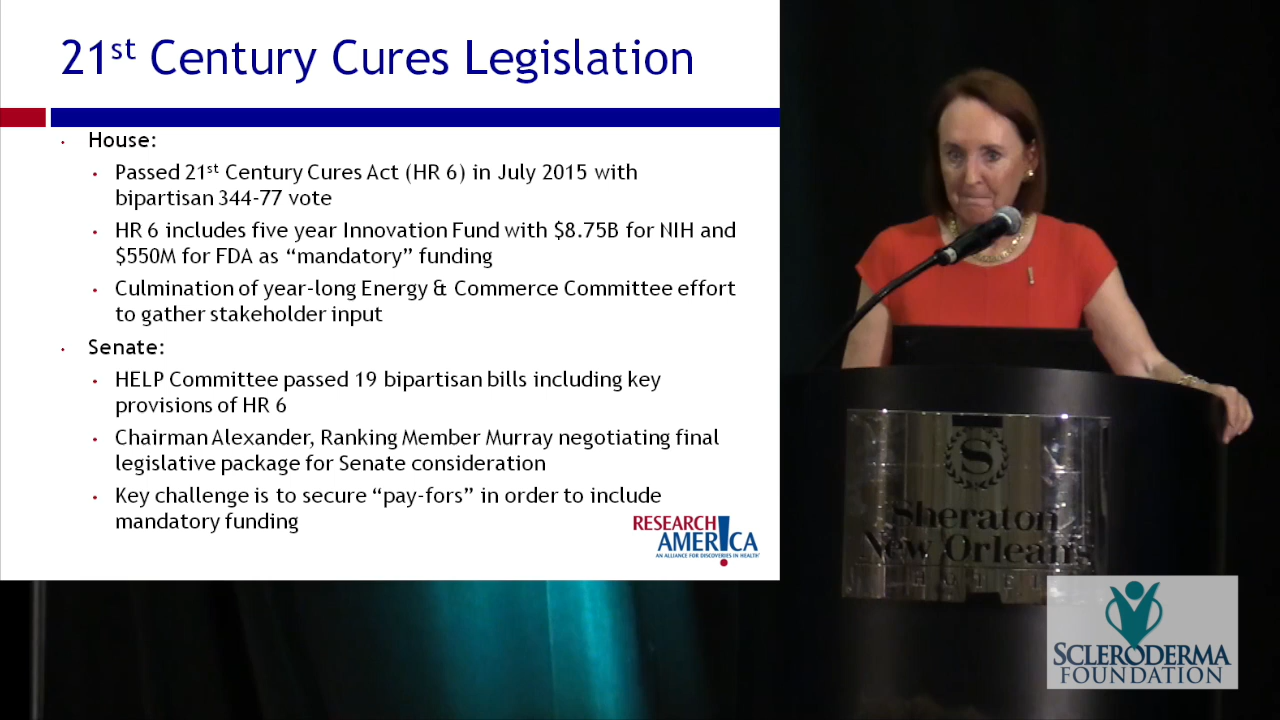 21st Century Cures Legislation
• House:
• Passed 21st Century Cures Act (HR 6) in July 2015 with
bipartisan 344-77 vote
• HR 6 includes five year Innovation Fund with $8.75B for NIH and
$550M for FDA as “mandatory” funding
• Culmination of year-long Energy & Commerce Committee effort
to gather stakeholder input
• Senate:
• HELP Committee passed 19 bipartisan bills including key
provisions of HR 6
• Chairman Alexander, Ranking Member Murray negotiating final
legislative package for Senate consideration
• Key challenge is to secure “pay-fors” in order to include
mandatory funding
RESEARCH
AMERICA
AN ALLIANCE FOR DISCOVERIES IN HEALTH
S
Sheraton
New Orleans
HOTEL
SCLERODERMA
FOUNDATION